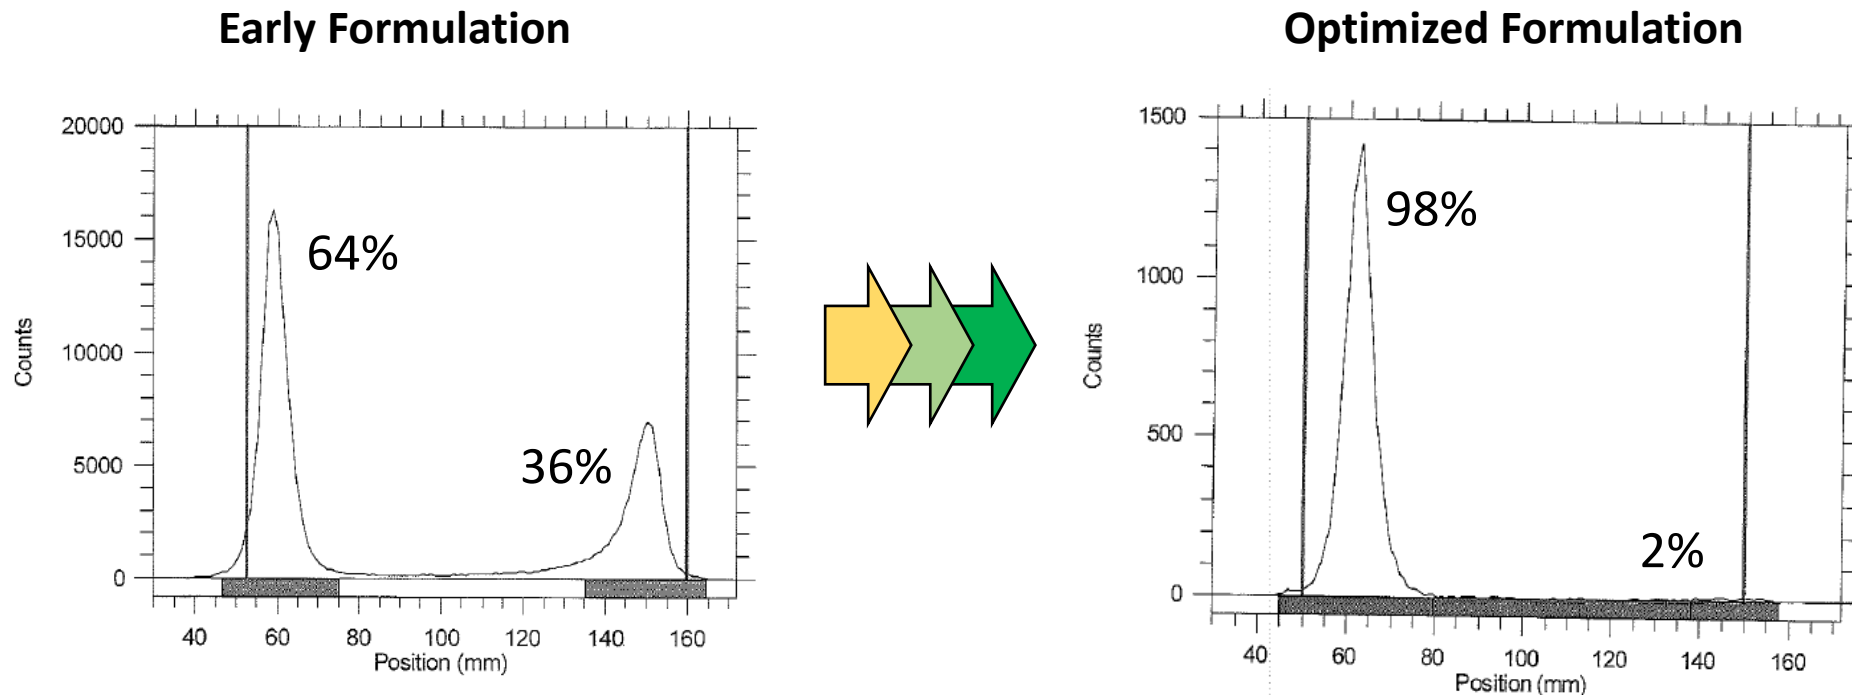 Early Formulation
Optimized Formulation
20000
15000
10000
5000
0
Counts
64%
36%
40 60 80 100 120 140 160
Position (mm)
1500
1000
500
0
Counts
98%
2%
40 60 80 100 120 140 160
Position (mm)